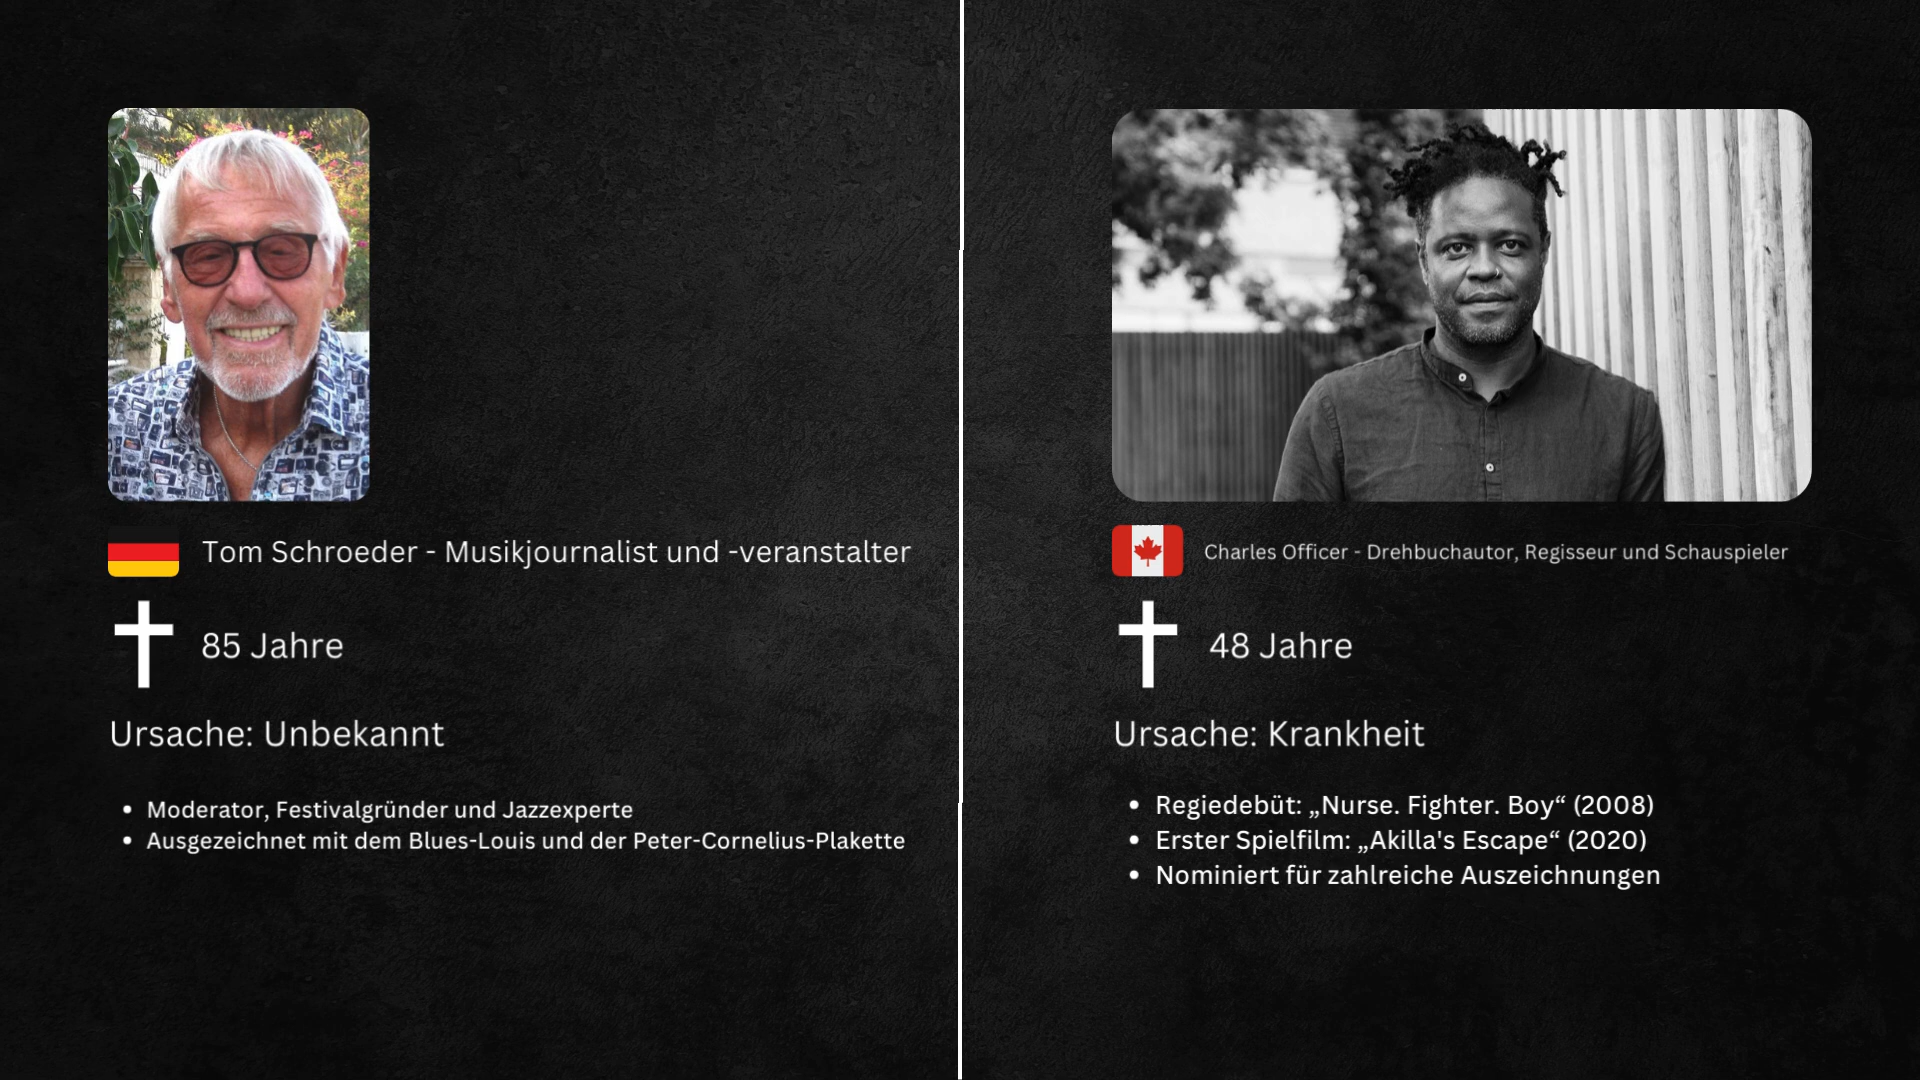 Tom Schroeder - Musikjournalist und -veranstalter
85 Jahre
Ursache: Unbekannt
• Moderator, Festivalgründer und Jazzexperte
• Ausgezeichnet mit dem Blues-Louis und der Peter-Cornelius-Plakette
Charles Officer - Drehbuchautor, Regisseur und Schauspieler
48 Jahre
Ursache: Krankheit
• Regiedebüt: „Nurse. Fighter. Boy“ (2008)
• Erster Spielfilm: „Akilla's Escape“ (2020)
• Nominiert für zahlreiche Auszeichnungen